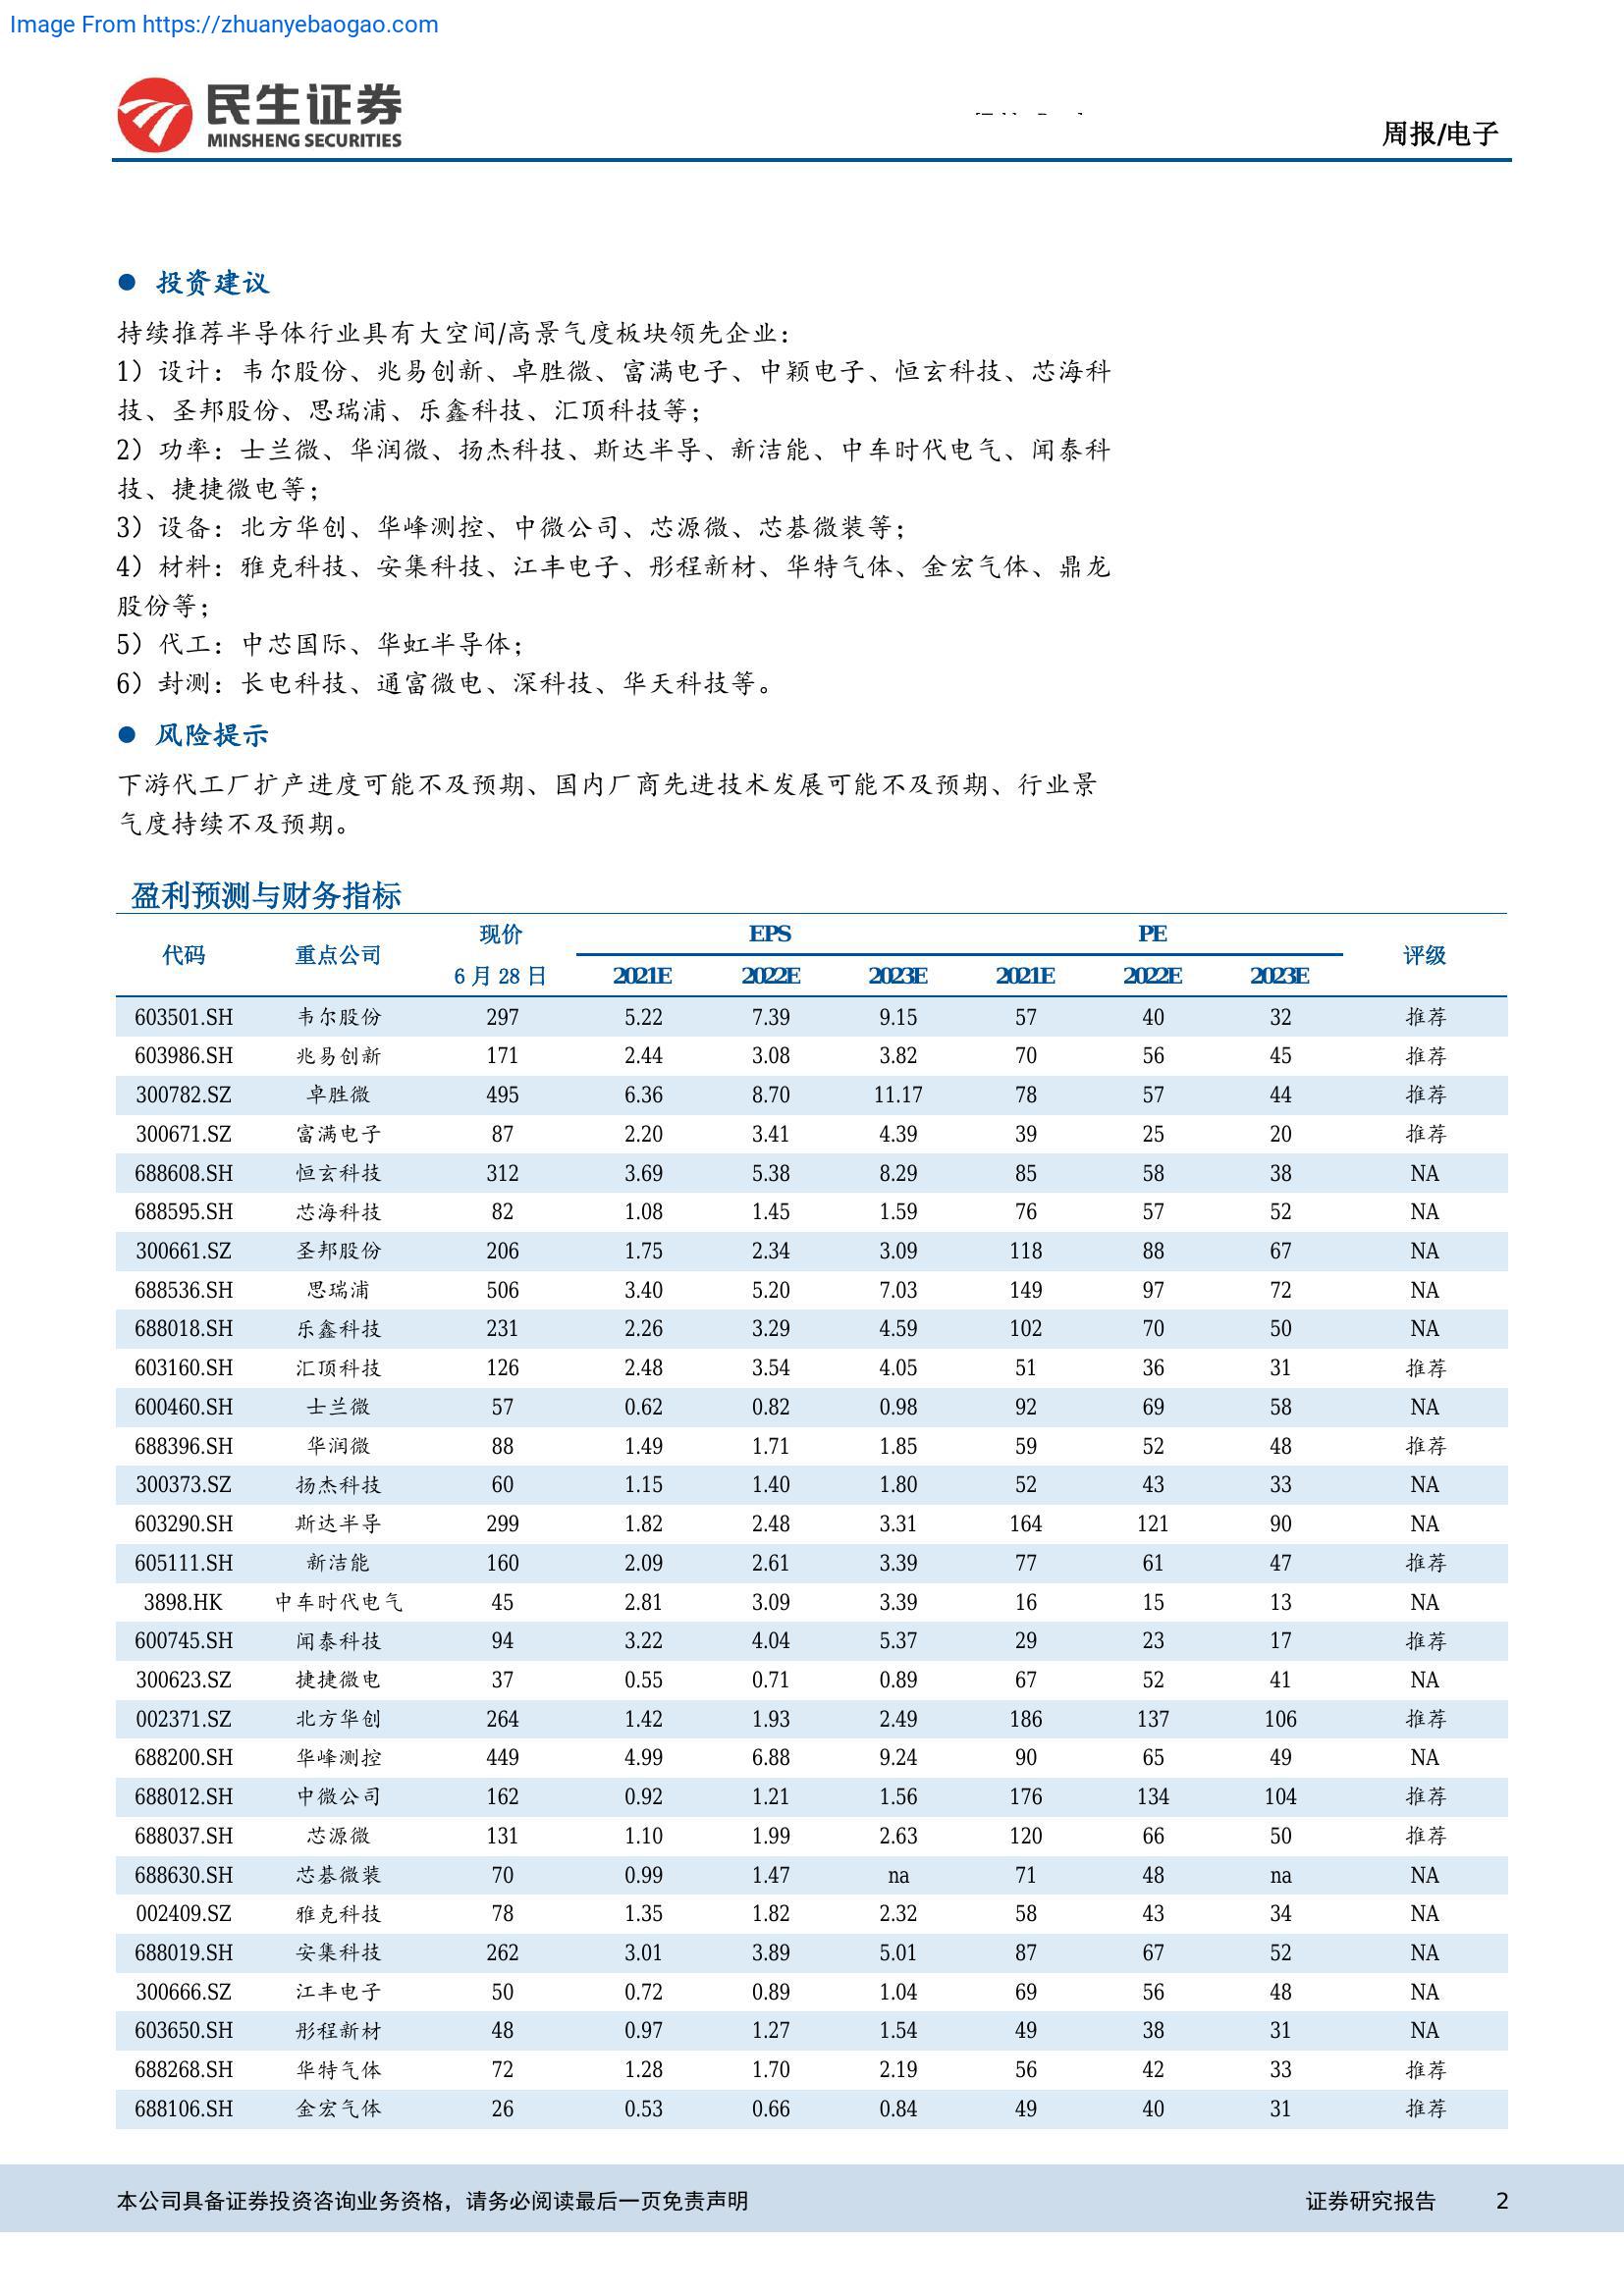 Image From https://zhuanyebaogao.com
民生证券
MINSHENG SECURITIES
周报/电子
● 投资建议
持续推荐半导体行业具有大空间/高景气度板块领先企业：
1）设计：韦尔股份、兆易创新、卓胜微、富满电子、中颖电子、恒玄科技、芯海科
技、圣邦股份、思瑞浦、乐鑫科技、汇顶科技等；
2）功率：士兰微、华润微、扬杰科技、斯达半导、新洁能、中车时代电气、闻泰科
技、捷捷微电等；
3）设备：北方华创、华峰测控、中微公司、芯源微、芯碁微装等；
4）材料：雅克科技、安集科技、江丰电子、彤程新材、华特气体、金宏气体、鼎龙
股份等；
5）代工：中芯国际、华虹半导体；
6）封测：长电科技、通富微电、深科技、华天科技等。
● 风险提示
下游代工厂扩产进度可能不及预期、国内厂商先进技术发展可能不及预期、行业景
气度持续不及预期。
盈利预测与财务指标
代码 重点公司 现价 EPS PE 评级
6 月 28 日 2021E 2022E 2023E 2021E 2022E 2023E
603501.SH 韦尔股份 297 5.22 7.39 9.15 57 40 32 推荐
603986.SH 兆易创新 171 2.44 3.08 3.82 70 56 45 推荐
300782.SZ 卓胜微 495 6.36 8.70 11.17 78 57 44 推荐
300671.SZ 富满电子 87 2.20 3.41 4.39 39 25 20 推荐
688608.SH 恒玄科技 312 3.69 5.38 8.29 85 58 38 NA
688595.SH 芯海科技 82 1.08 1.45 1.59 76 57 52 NA
300661.SZ 圣邦股份 206 1.75 2.34 3.09 118 88 67 NA
688536.SH 思瑞浦 506 3.40 5.20 7.03 149 97 72 NA
688018.SH 乐鑫科技 231 2.26 3.29 4.59 102 70 50 NA
603160.SH 汇顶科技 126 2.48 3.54 4.05 51 36 31 推荐
600460.SH 士兰微 57 0.62 0.82 0.98 92 69 58 NA
688396.SH 华润微 88 1.49 1.71 1.85 59 52 48 推荐
300373.SZ 扬杰科技 60 1.15 1.40 1.80 52 43 33 NA
603290.SH 斯达半导 299 1.82 2.48 3.31 164 121 90 NA
605111.SH 新洁能 160 2.09 2.61 3.39 77 61 47 推荐
3898.HK 中车时代电气 45 2.81 3.09 3.39 16 15 13 NA
600745.SH 闻泰科技 94 3.22 4.04 5.37 29 23 17 推荐
300623.SZ 捷捷微电 37 0.55 0.71 0.89 67 52 41 NA
002371.SZ 北方华创 264 1.42 1.93 2.49 186 137 106 推荐
688200.SH 华峰测控 449 4.99 6.88 9.24 90 65 49 NA
688012.SH 中微公司 162 0.92 1.21 1.56 176 134 104 推荐
688037.SH 芯源微 131 1.10 1.99 2.63 120 66 50 推荐
688630.SH 芯碁微装 70 0.99 1.47 na 71 48 na NA
002409.SZ 雅克科技 78 1.35 1.82 2.32 58 43 34 NA
688019.SH 安集科技 262 3.01 3.89 5.01 87 67 52 NA
300666.SZ 江丰电子 50 0.72 0.89 1.04 69 56 48 NA
603650.SH 彤程新材 48 0.97 1.27 1.54 49 38 31 NA
688268.SH 华特气体 72 1.28 1.70 2.19 56 42 33 推荐
688106.SH 金宏气体 26 0.53 0.66 0.84 49 40 31 推荐
本公司具备证券投资咨询业务资格，请务必阅读最后一页免责声明 证券研究报告 2